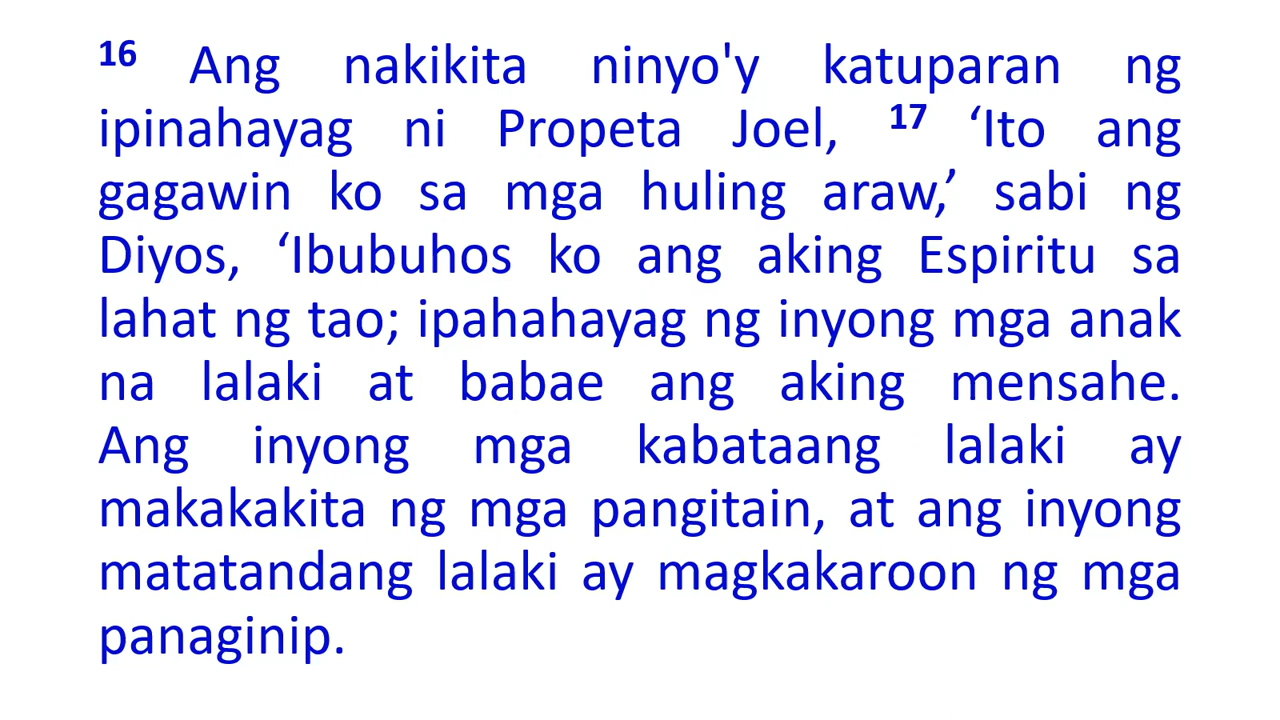 16 Ang nakikita ninyo'y katuparan ng
ipinahayag ni Propeta Joel, 17 ‘Ito ang
gagawin ko sa mga huling araw,’ sabi ng
Diyos, ‘Ibubuhos ko ang aking Espiritu sa
lahat ng tao; ipahahayag ng inyong mga anak
na lalaki at babae ang aking mensahe.
Ang inyong mga kabataang lalaki ay
makakakita ng mga pangitain, at ang inyong
matatandang lalaki ay magkakaroon ng mga
panaginip.